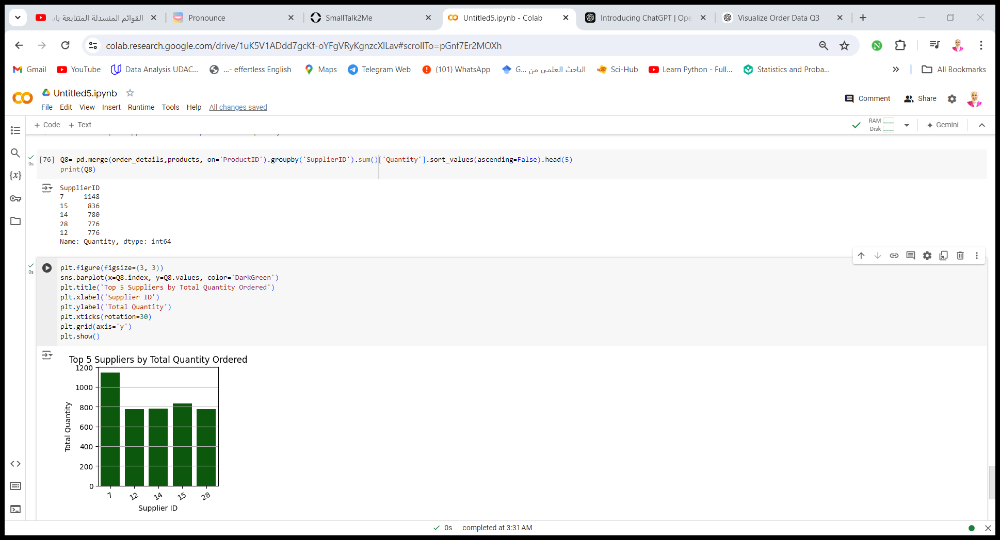 القوائم المنسدلة المتتابعة باس
Pronounce
SmallTalk2Me
Untitled5.ipynb - Colab
Introducing ChatGPT | Ope
Visualize Order Data Q3
colab.research.google.com/drive/1uK5V1ADdd7gcKf-oYFgVRyKgnzcXlLav#scrollTo=pGnf7Er2MOXh
Gmail
YouTube
Data Analysis UDAC...
...- effertless English
Maps
Telegram Web
(101) WhatsApp
G... الباحث العلمي من
Sci-Hub
Learn Python - Full...
Statistics and Proba...
All Bookmarks
Untitled5.ipynb
Comment
Share
File Edit View Insert Runtime Tools Help All changes saved
+ Code + Text
RAM
Disk
Gemini
[76] Q8= pd.merge(order_details,products, on='ProductID').groupby('SupplierID').sum()['Quantity'].sort_values(ascending=False).head(5)
0s
print(Q8)
SupplierID
7 1148
15 836
14 780
28 776
12 776
Name: Quantity, dtype: int64
plt.figure(figsize=(3, 3))
0s
sns.barplot(x=Q8.index, y=Q8.values, color='DarkGreen')
plt.title('Top 5 Suppliers by Total Quantity Ordered')
plt.xlabel('Supplier ID')
plt.ylabel('Total Quantity')
plt.xticks(rotation=30)
plt.grid(axis='y')
plt.show()
Top 5 Suppliers by Total Quantity Ordered
1200
1000
800
600
400
200
0
Total Quantity
7 12 14 15 28
Supplier ID
0s completed at 3:31 AM